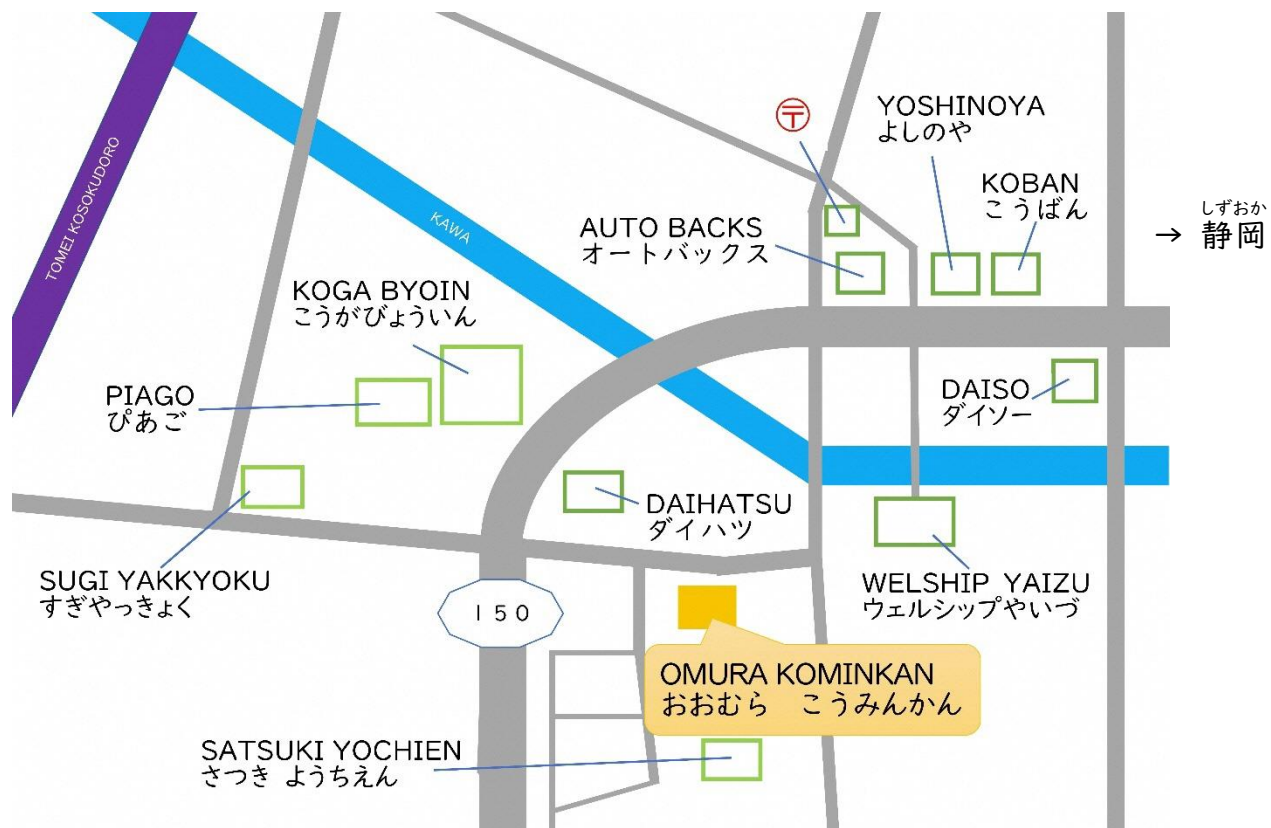 TOMEI KOSOKUDORO
KAWA
〒
YOSHINOYA
よしのや
KOBAN
こうばん
AUTO BACKS
オートバックス
しずおか
→ 静岡
KOGA BYOIN
こうがびょういん
PIAGO
ぴあご
DAISO
ダイソー
DAIHATSU
ダイハツ
SUGI YAKKYOKU
すぎやっきょく
WELSHIP YAIZU
ウェルシップやいづ
150
OMURA KOMINKAN
おおむら こうみんかん
SATSUKI YOCHIEN
さつき ようちえん